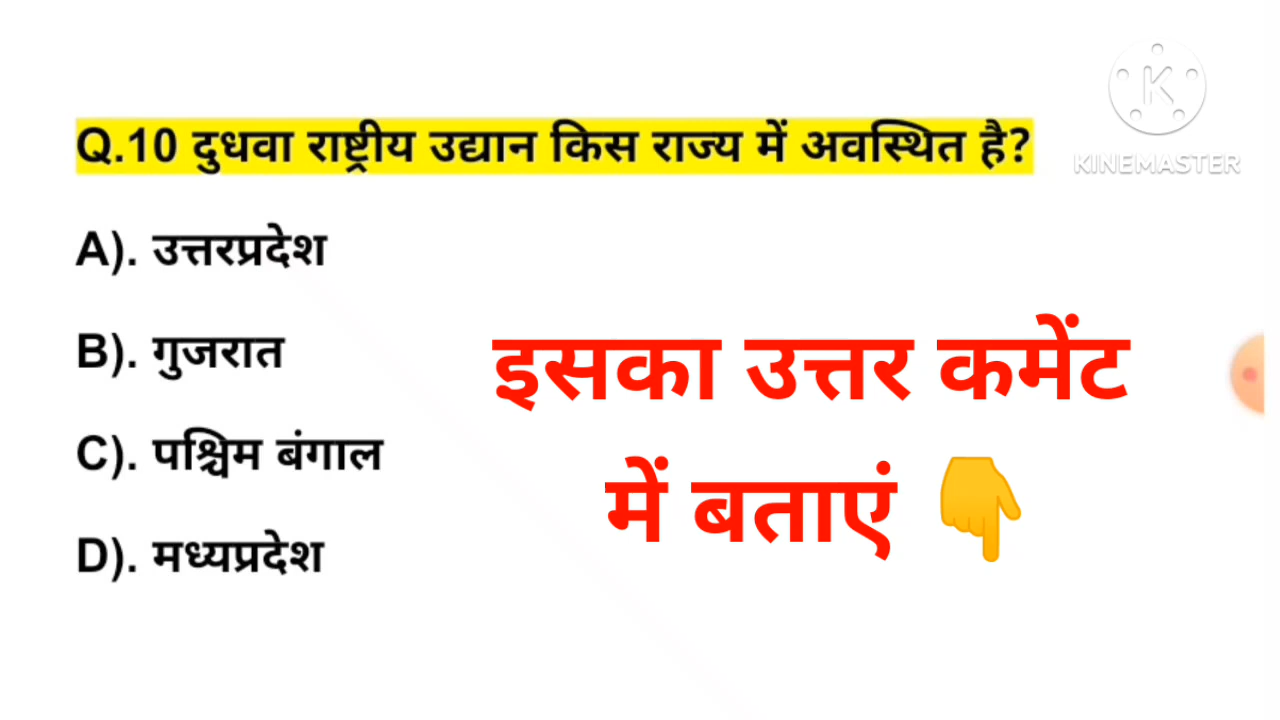 Q.10 दुधवा राष्ट्रीय उद्यान किस राज्य में अवस्थित है?
KINEMASTER
A). उत्तरप्रदेश
B). गुजरात
C). पश्चिम बंगाल
D). मध्यप्रदेश
इसका उत्तर कमेंट
में बताएं 👇